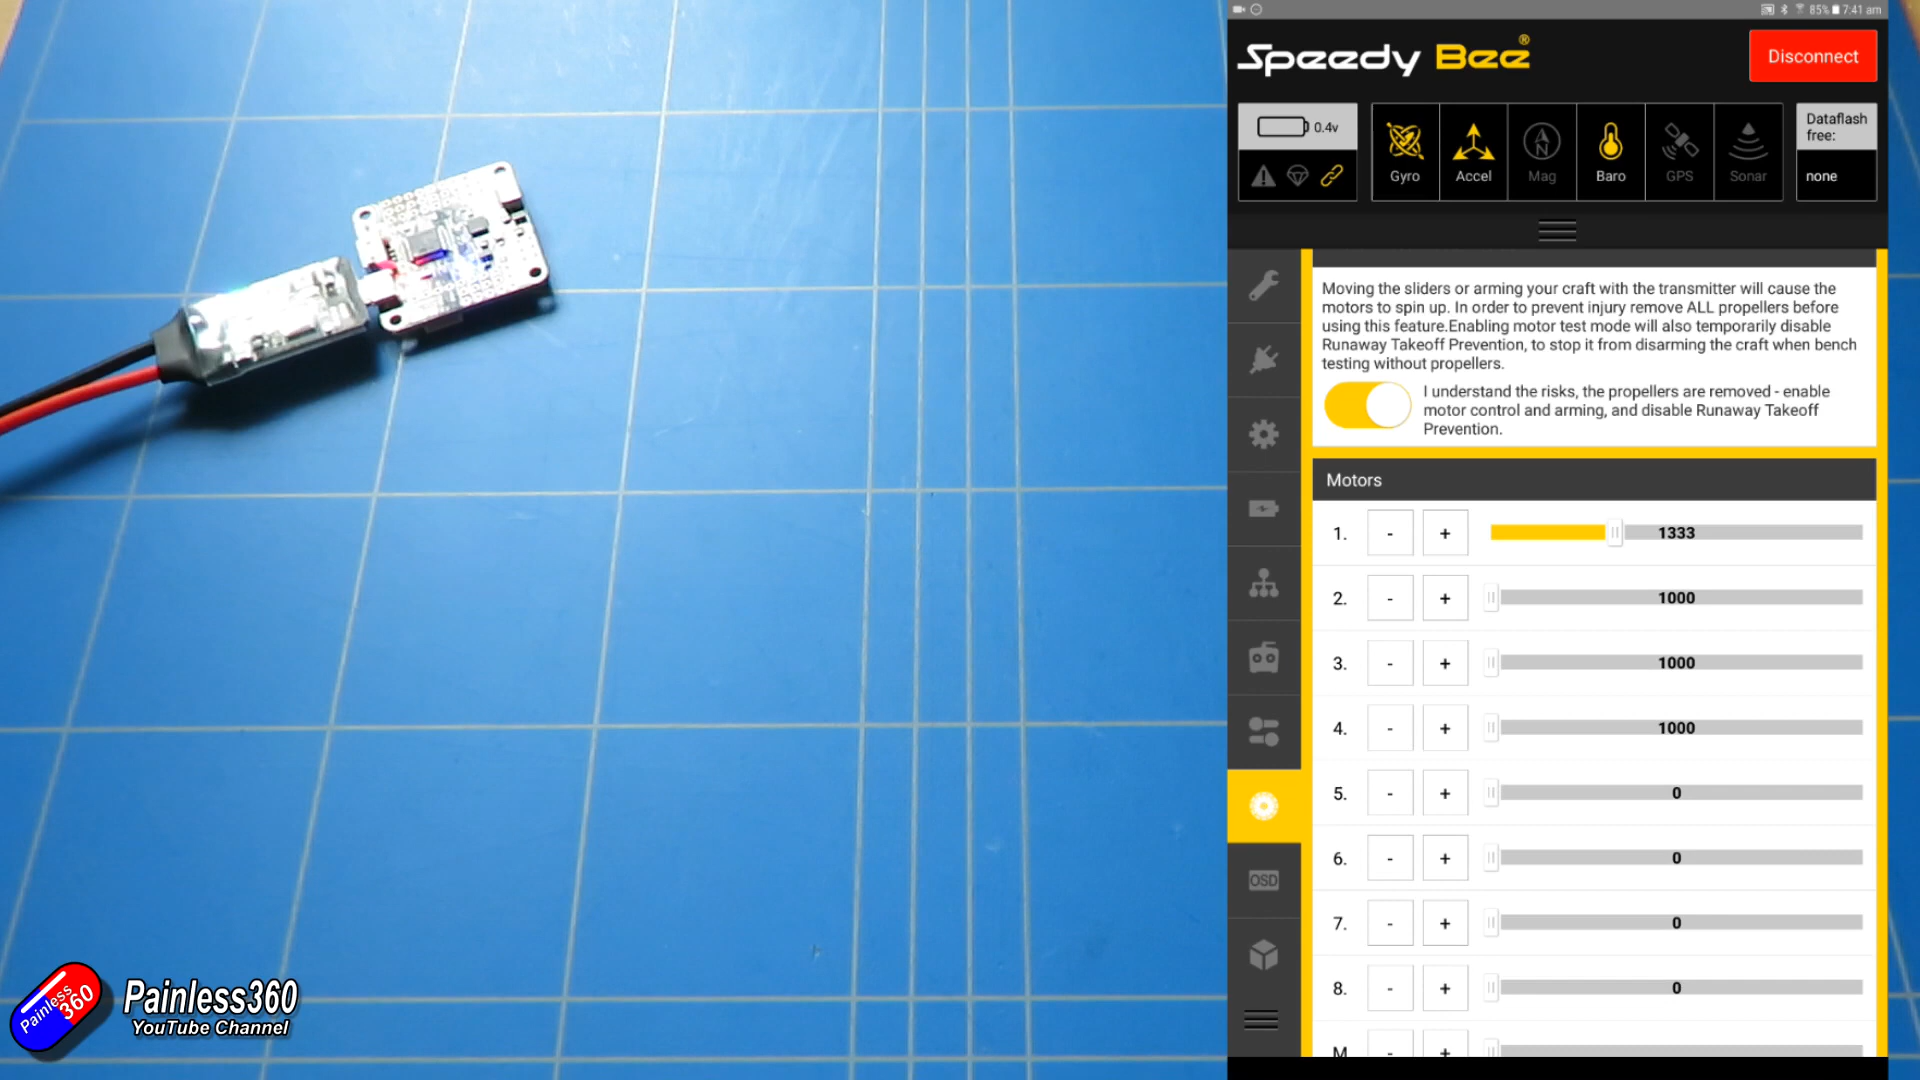 85% 7:41 am
Speedy Bee®
Disconnect
0.4v
Gyro
Accel
Mag
Baro
GPS
Sonar
Dataflash
free:
none
Moving the sliders or arming your craft with the transmitter will cause the
motors to spin up. In order to prevent injury remove ALL propellers before
using this feature.Enabling motor test mode will also temporarily disable
Runaway Takeoff Prevention, to stop it from disarming the craft when bench
testing without propellers.
I understand the risks, the propellers are removed - enable
motor control and arming, and disable Runaway Takeoff
Prevention.
Motors
1. - + 1333
2. - + 1000
3. - + 1000
4. - + 1000
5. - + 0
6. - + 0
7. - + 0
8. - + 0
M - +
OSD
N
Painless
360
Painless360
YouTube Channel